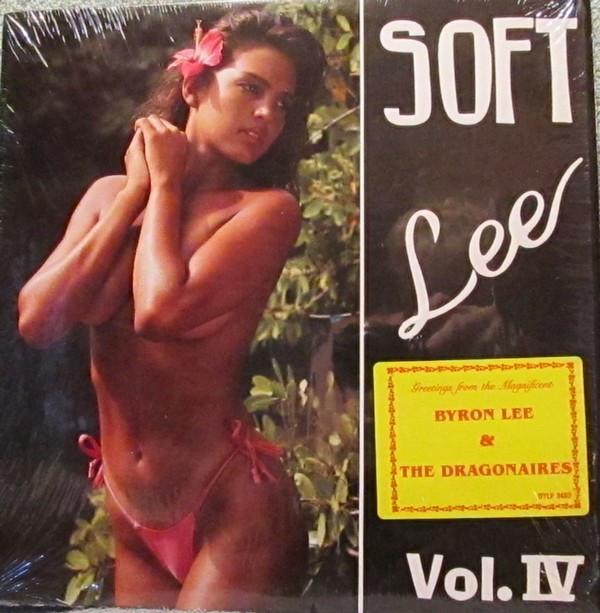 SOFT
Lee
Greetings from the Magnificent
BYRON LEE
&
THE DRAGONAIRES
Vol. IV